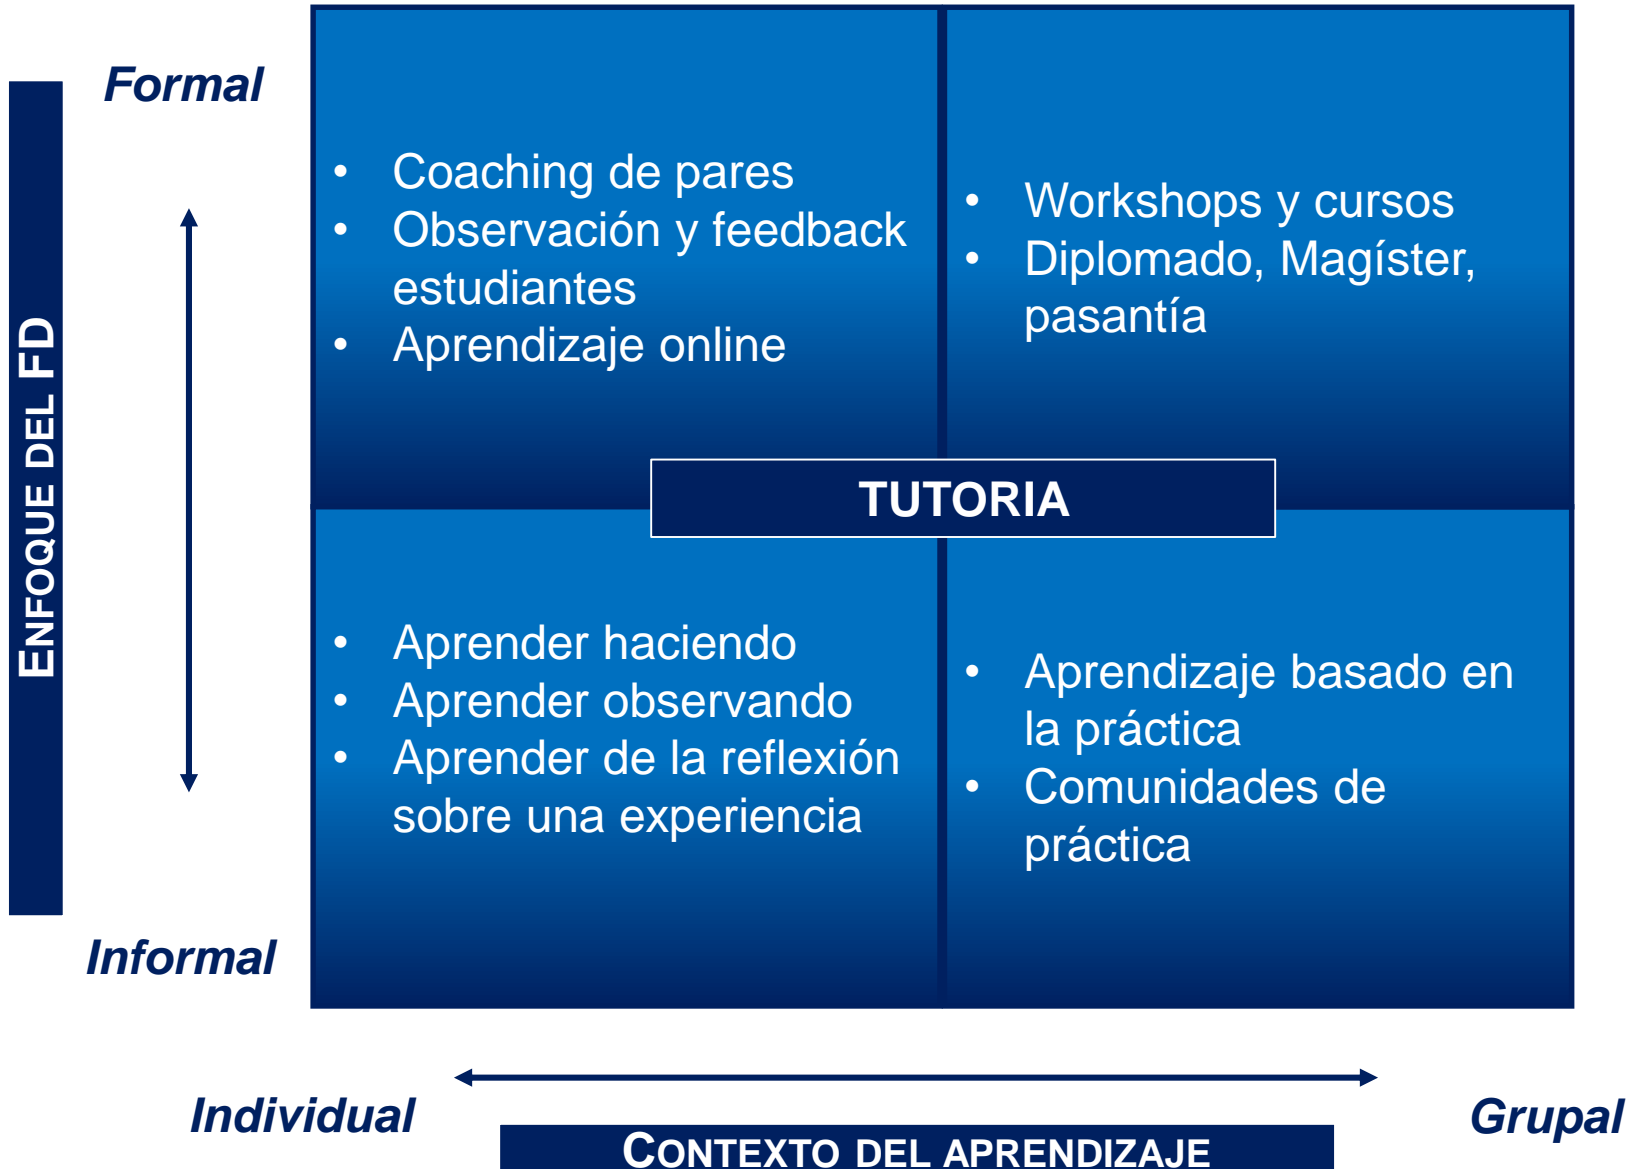 Formal
ENFOQUE DEL FD
• Coaching de pares
• Observación y feedback
estudiantes
• Aprendizaje online
• Workshops y cursos
• Diplomado, Magíster,
pasantía
TUTORIA
• Aprender haciendo
• Aprender observando
• Aprender de la reflexión
sobre una experiencia
• Aprendizaje basado en
la práctica
• Comunidades de
práctica
Informal
Individual
Grupal
CONTEXTO DEL APRENDIZAJE